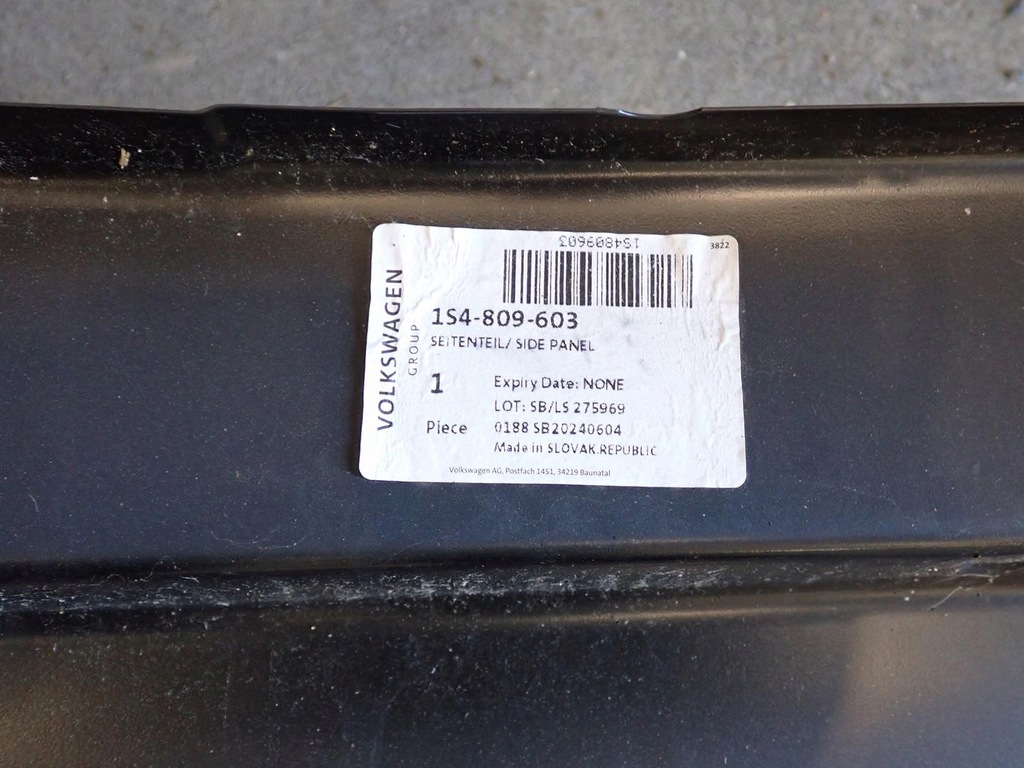 1S4809603
3822
VOLKSWAGEN
GROUP
1S4-809-603
SEITENTEIL/ SIDE PANEL
1
Expiry Date: NONE
LOT: SB/LS 275969
Piece
0188 SB20240604
Made in SLOVAK.REPUBLIC
Volkswagen AG, Postfach 1451, 34219 Baunatal